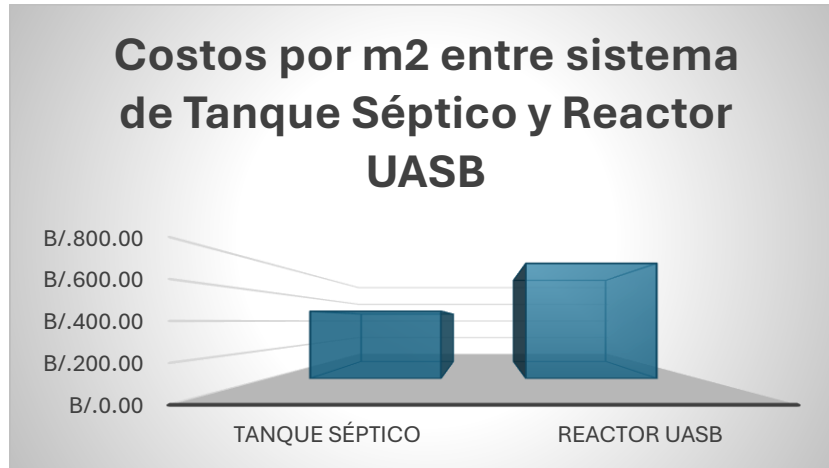 Costos por m2 entre sistema
de Tanque Séptico y Reactor
UASB
B/.800.00
B/.600.00
B/.400.00
B/.200.00
B/.0.00
TANQUE SÉPTICO
REACTOR UASB